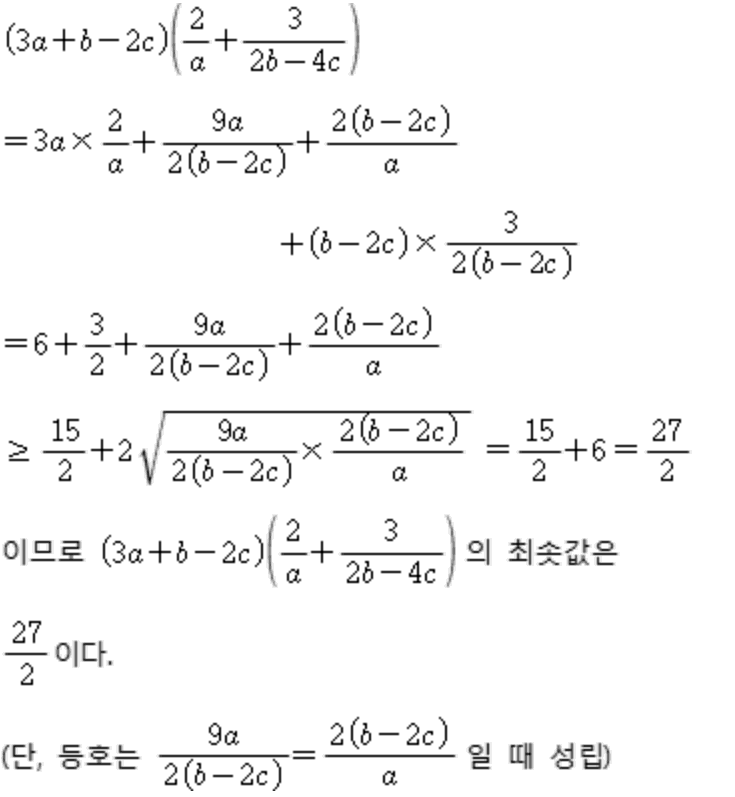 (3a+b−2c)(2/a+3/(2b−4c))
=3a×2/a+9a/(2(b−2c))+2(b−2c)/a
+(b−2c)×3/(2(b−2c))
=6+3/2+9a/(2(b−2c))+2(b−2c)/a
≥15/2+2√(9a/(2(b−2c))×2(b−2c)/a)=15/2+6=27/2
이므로 (3a+b−2c)(2/a+3/(2b−4c))의 최솟값은
27/2이다.
(단, 등호는 9a/(2(b−2c))=2(b−2c)/a일 때 성립)